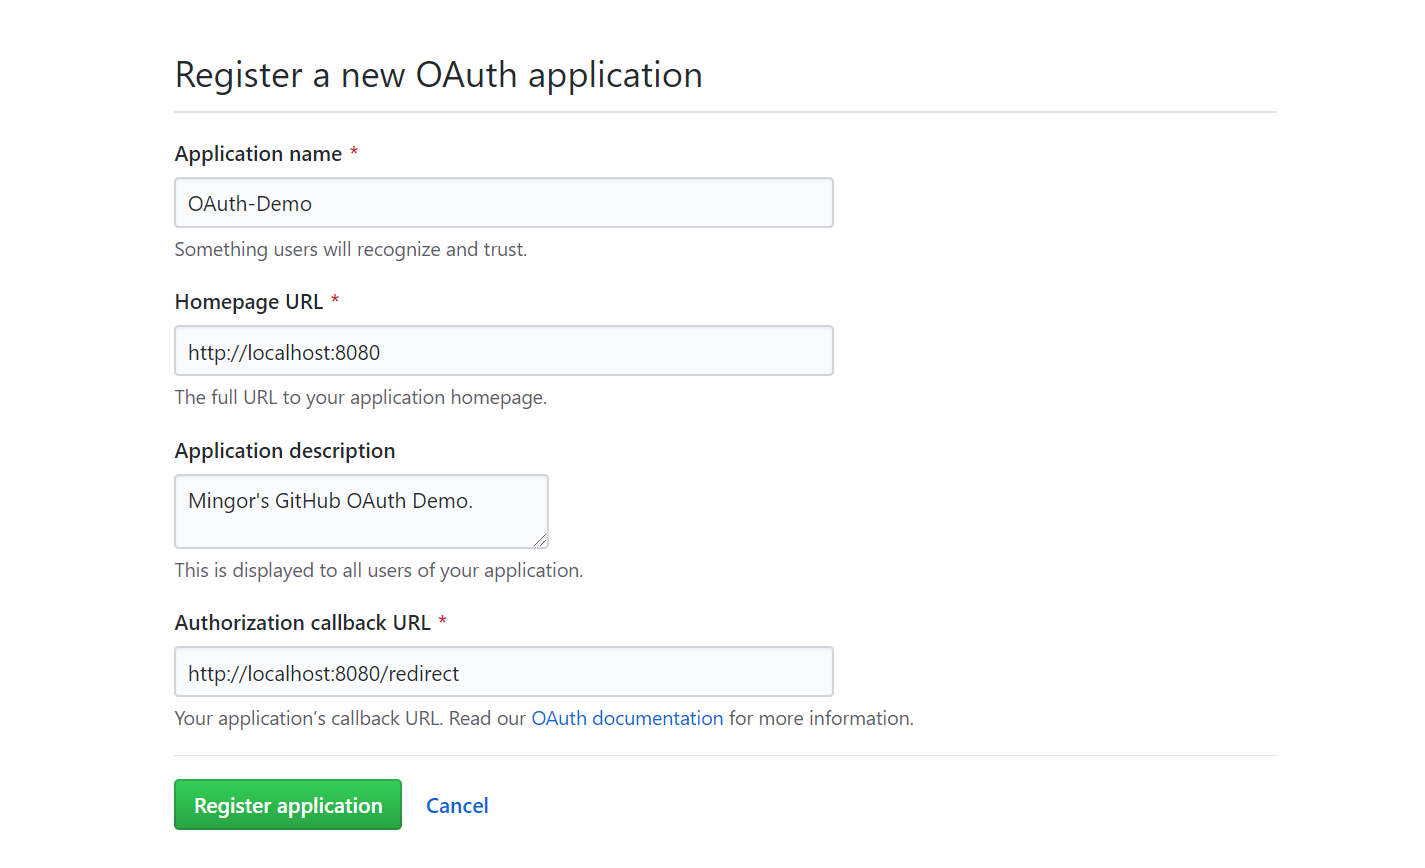 Register a new OAuth application
Application name *
OAuth-Demo
Something users will recognize and trust.
Homepage URL *
http://localhost:8080
The full URL to your application homepage.
Application description
Mingor's GitHub OAuth Demo.
This is displayed to all users of your application.
Authorization callback URL *
http://localhost:8080/redirect
Your application’s callback URL. Read our OAuth documentation for more information.
Register application Cancel